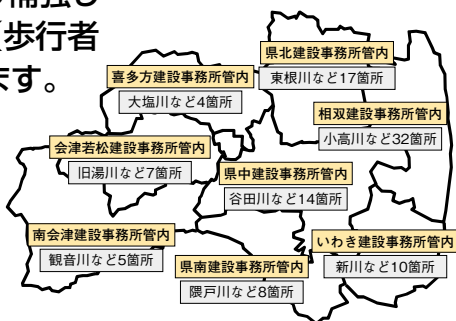 補強し
歩行者
ます。
県北建設事務所管内
東根川など17箇所
喜多方建設事務所管内
大塩川など4箇所
相双建設事務所管内
小高川など32箇所
会津若松建設事務所管内
旧湯川など7箇所
県中建設事務所管内
谷田川など14箇所
南会津建設事務所管内
観音川など5箇所
いわき建設事務所管内
新川など10箇所
県南建設事務所管内
隈戸川など8箇所